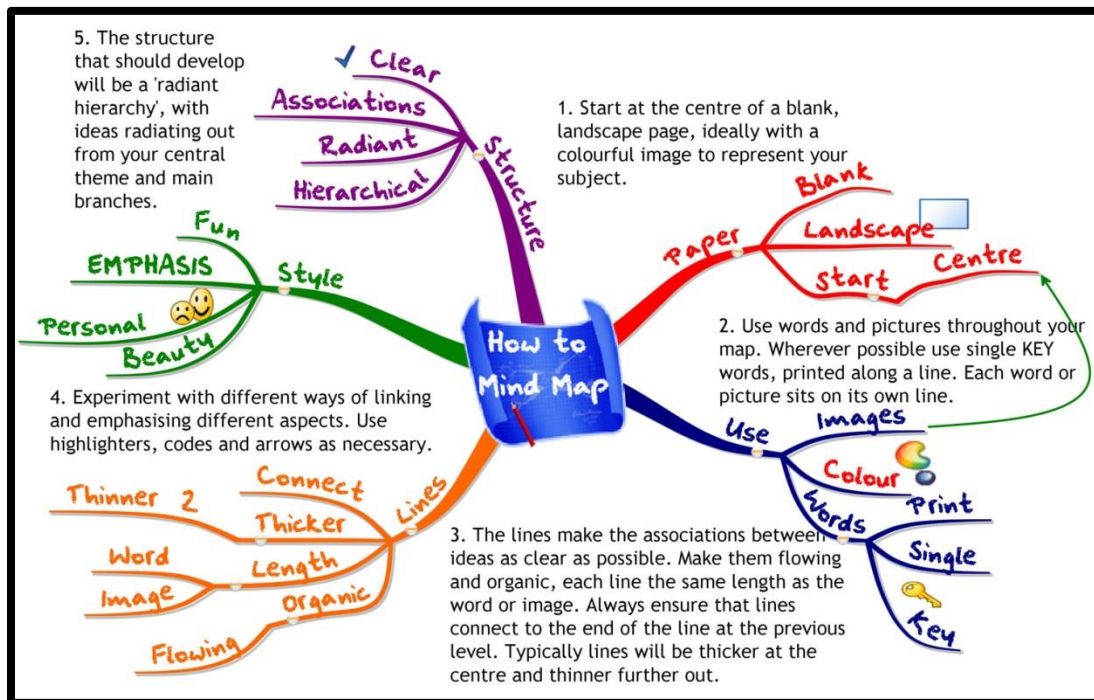 5. The structure
that should develop
will be a 'radiant
hierarchy', with
ideas radiating out
from your central
theme and main
branches.
Clear
Associations
Radiant
Hierarchical
Structure
1. Start at the centre of a blank,
landscape page, ideally with a
colourful image to represent your
subject.
Paper
Blank
Landscape
Start
Centre
Style
Fun
EMPHASIS
Personal
Beauty
How to
Mind Map
2. Use words and pictures throughout your
map. Wherever possible use single KEY
words, printed along a line. Each word or
picture sits on its own line.
Use
Images
Colour
Words
Print
Single
Key
4. Experiment with different ways of linking
and emphasising different aspects. Use
highlighters, codes and arrows as necessary.
Lines
Connect
Thicker
Thinner 2
Length
Word
Image
Organic
Flowing
3. The lines make the associations between
ideas as clear as possible. Make them flowing
and organic, each line the same length as the
word or image. Always ensure that lines
connect to the end of the line at the previous
level. Typically lines will be thicker at the
centre and thinner further out.